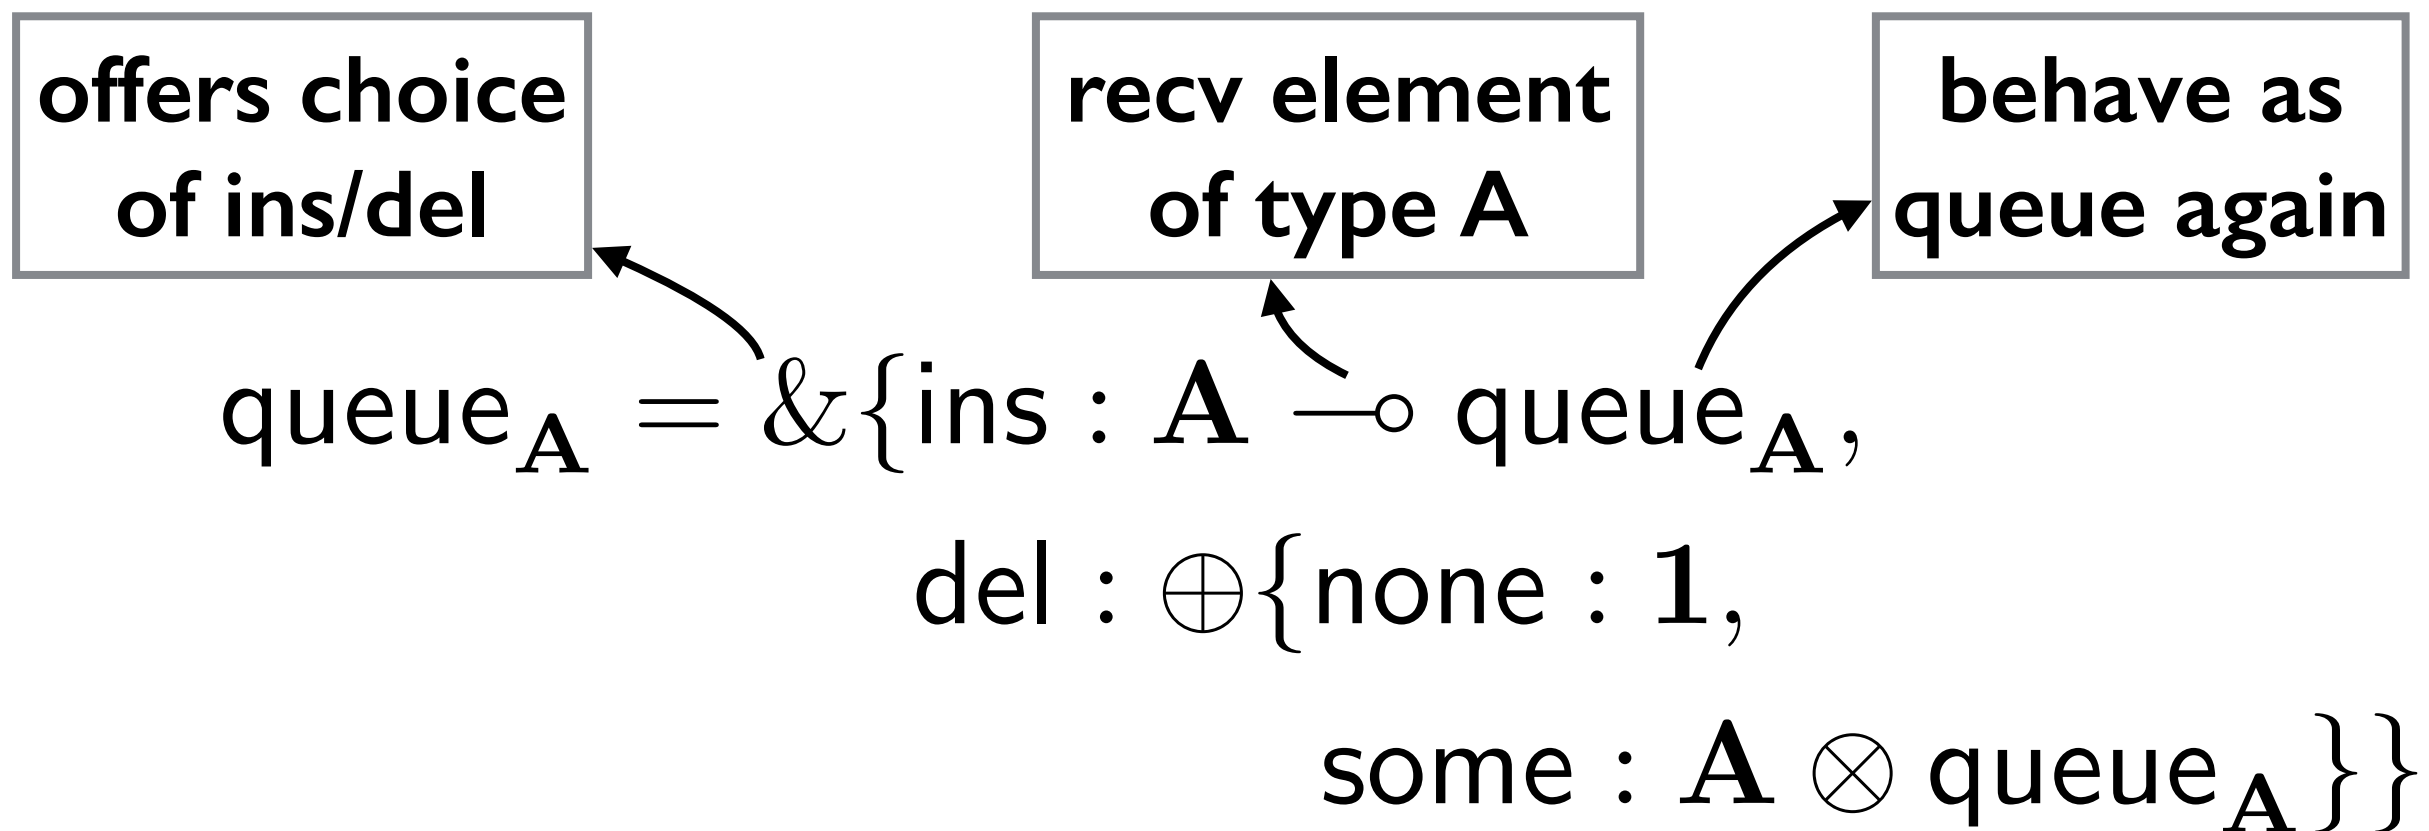 offers choice
of ins/del
recv element
of type A
behave as
queue again
queue_A = &{ins : A ⊸ queue_A,
del : ⊕{none : 1,
some : A ⊗ queue_A}}